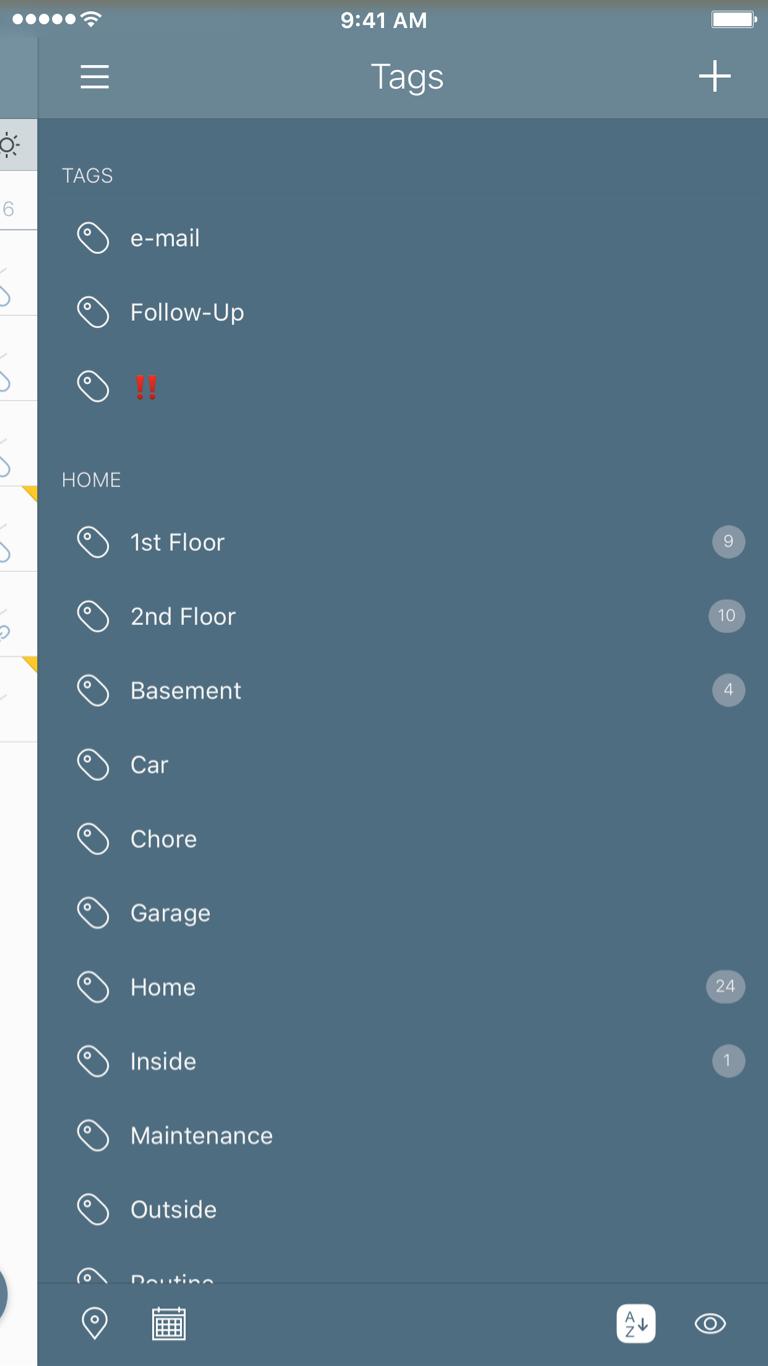 9:41 AM
Tags
6
TAGS
e-mail
Follow-Up
‼️
HOME
1st Floor 9
2nd Floor 10
Basement 4
Car
Chore
Garage
Home 24
Inside 1
Maintenance
Outside
Routine
A
Z